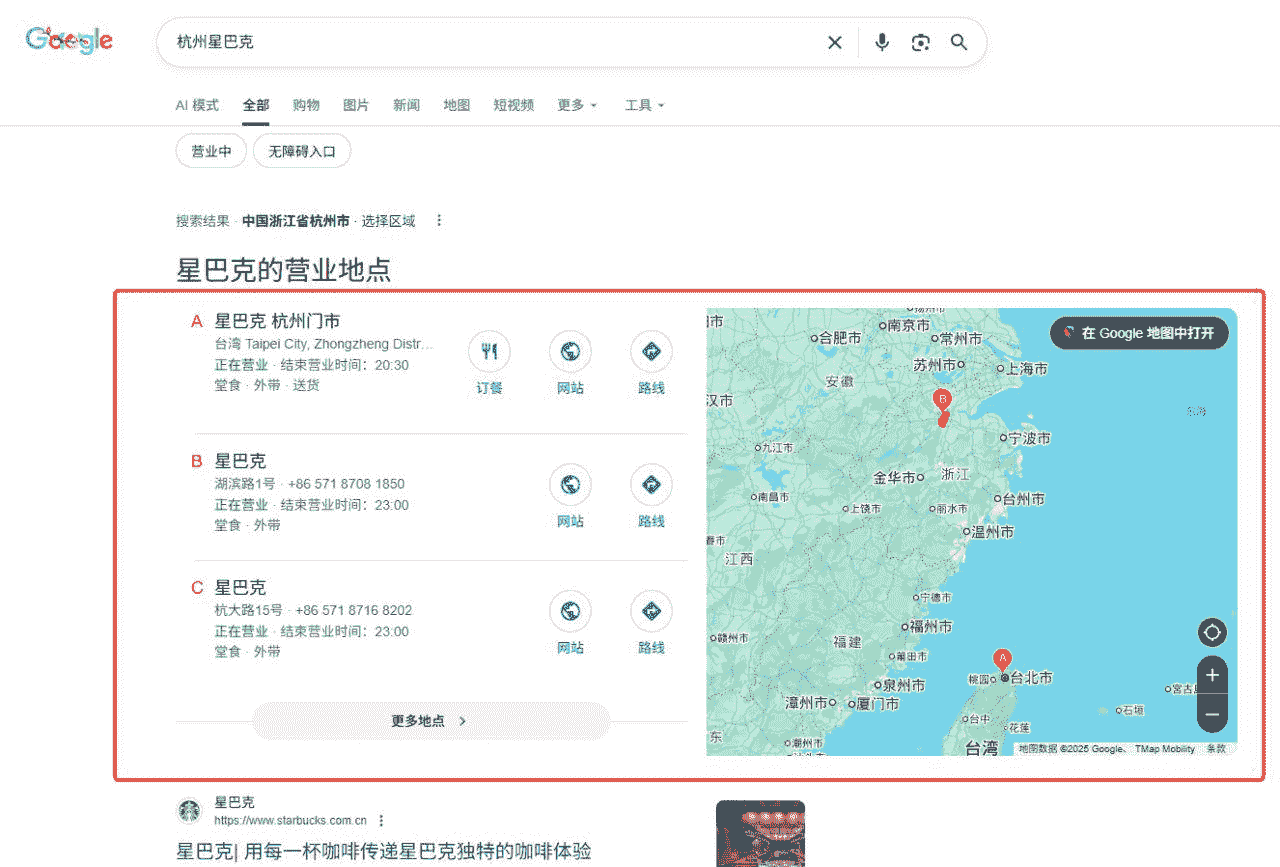 Google
杭州星巴克
AI 模式 全部 购物 图片 新闻 地图 短视频 更多 工具
营业中 无障碍入口
搜索结果 · 中国浙江省杭州市 · 选择区域
星巴克的营业地点
A 星巴克 杭州门市
台湾 Taipei City, Zhongzheng Distr...
正在营业 · 结束营业时间：20:30
堂食 · 外带 · 送货
订餐 网站 路线
B 星巴克
湖滨路1号 · +86 571 8708 1850
正在营业 · 结束营业时间：23:00
堂食 · 外带
网站 路线
C 星巴克
杭大路15号 · +86 571 8716 8202
正在营业 · 结束营业时间：23:00
堂食 · 外带
网站 路线
更多地点
在 Google 地图中打开
扬州市
合肥市 南京市 常州市
苏州市 上海市
安徽
汉市
B
东海
九江市 宁波市
金华市 浙江
南昌市 上饶市 丽水市 台州市
温州市
江西
宁德市
赣州市 福建 福州市
莆田市
A
桃园 台北市
泉州市
漳州市 厦门市 宫古島
石垣
台中
花莲
东 潮州市
汕头市
台湾
地图数据 ©2025 Google、 TMap Mobility 条款
星巴克
https://www.starbucks.com.cn
星巴克| 用每一杯咖啡传递星巴克独特的咖啡体验